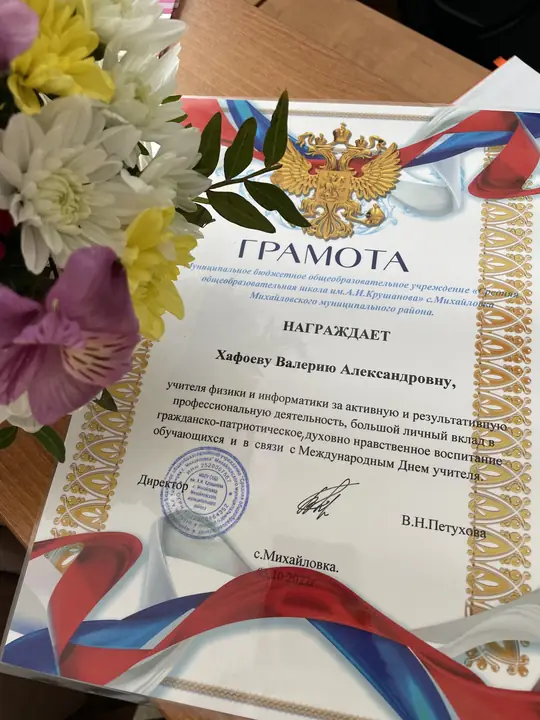 ГРАМОТА
Муниципальное бюджетное общеобразовательное учреждение «Средняя
общеобразовательная школа им.А.И.Крушанова» с.Михайловка
Михайловского муниципального района.
НАГРАЖДАЕТ
Хафоеву Валерию Александровну,
учителя физики и информатики за активную и результативную
профессиональную деятельность, большой личный вклад в
гражданско-патриотическое,духовно нравственное воспитание
обучающихся и в связи с Международным Днем учителя.
Директор
В.Н.Петухова
с.Михайловка.